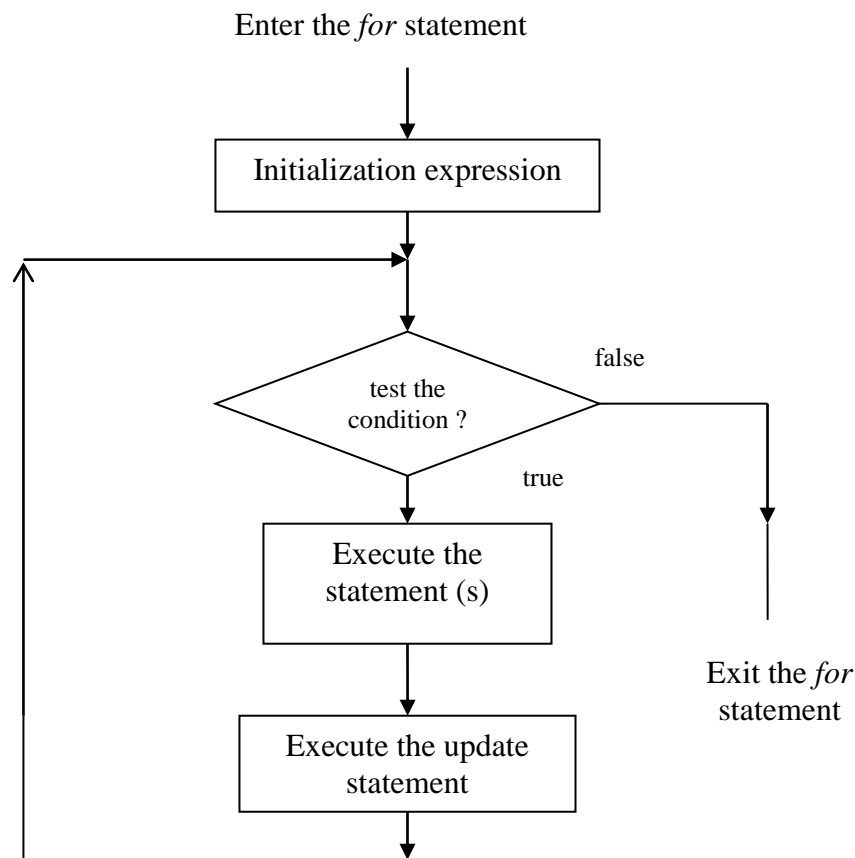 Enter the for statement
Initialization expression
false
test the
condition ?
true
Execute the
statement (s)
Exit the for
statement
Execute the update
statement